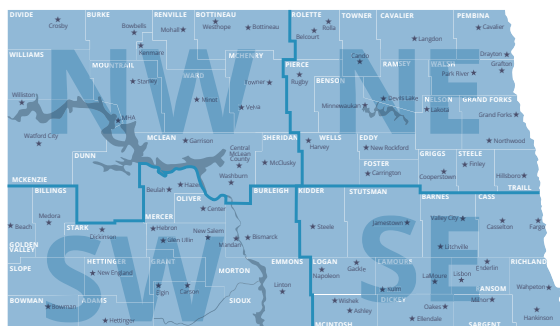 DIVIDE
BURKE
RENVILLE
BOTTINEAU
ROLETTE
TOWNER
CAVALIER
PEMBINA
Crosby
Bowbells
Mohall
Westhope
Bottineau
Belcourt
Rolla
Langdon
Cavalier
WILLIAMS
MOUNTRAIL
Kenmare
WARD
MCHENRY
PIERCE
BENSON
Cando
RAMSEY
WALSH
Drayton
Grafton
Park River
NW
NE
Williston
Stanley
Minot
Towner
Velva
Rugby
Minnewaukan
Devils Lake
NELSON
Lakota
GRAND FORKS
Grand Forks
Watford City
MHA
MCLEAN
Garrison
SHERIDAN
WELLS
Harvey
EDDY
New Rockford
Northwood
MCKENZIE
DUNN
Central
McLean
County
McClusky
FOSTER
Carrington
GRIGGS
Cooperstown
STEELE
Finley
Hillsboro
TRAILL
Washburn
BILLINGS
Beulah
Hazen
OLIVER
Center
BURLEIGH
KIDDER
STUTSMAN
BARNES
CASS
Beach
Medora
GOLDEN
VALLEY
STARK
Dickinson
MERCER
Hebron
Glen Ullin
New Salem
Mandan
Bismarck
Steele
Jamestown
Valley City
Casselton
Fargo
SW
SE
SLOPE
HETTINGER
New England
GRANT
Elgin
Carson
MORTON
EMMONS
Linton
LOGAN
Napoleon
Gackle
LAMOURE
LaMoure
Litchville
Lisbon
Enderlin
RANSOM
RICHLAND
Wahpeton
BOWMAN
Bowman
ADAMS
Hettinger
SIOUX
MCINTOSH
Wishek
Ashley
Kulm
DICKEY
Oakes
Ellendale
Milnor
SARGENT
Hankinson